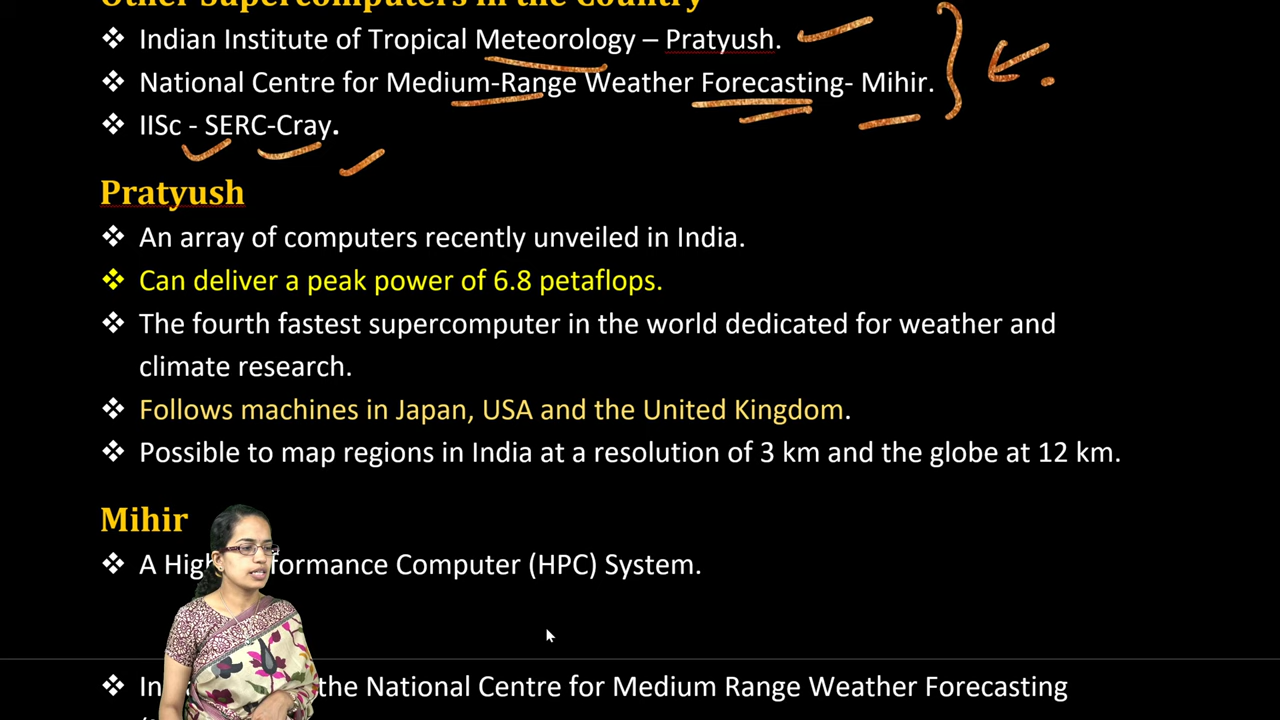 Other Supercomputers in the Country
❖ Indian Institute of Tropical Meteorology – Pratyush.
❖ National Centre for Medium-Range Weather Forecasting- Mihir.
❖ IISc - SERC-Cray.
Pratyush
❖ An array of computers recently unveiled in India.
❖ Can deliver a peak power of 6.8 petaflops.
❖ The fourth fastest supercomputer in the world dedicated for weather and
climate research.
❖ Follows machines in Japan, USA and the United Kingdom.
❖ Possible to map regions in India at a resolution of 3 km and the globe at 12 km.
Mihir
❖ A High Performance Computer (HPC) System.
❖ the National Centre for Medium Range Weather Forecasting